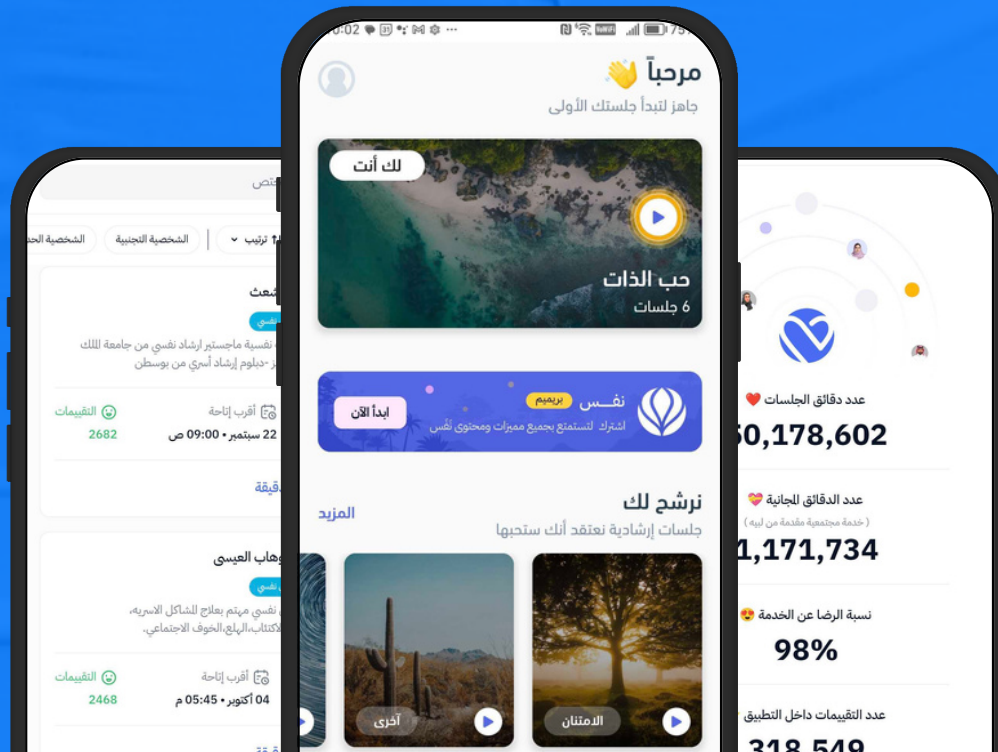 مرحباً 👋
جاهز لتبدأ جلستك الأولى
لك أنت
حب الذات
6 جلسات
نفس بريميم
اشترك لتستمتع بجميع مميزات ومحتوى نفس
ابدأ الآن
نرشح لك
المزيد
جلسات إرشادية نعتقد أنك ستحبها
الامتنان
أخرى
ترتيب
الشخصية التجنبية
الشخصية
نفسي
نفسية ماجستير ارشاد نفسي من جامعة الملك
-دبلوم إرشاد أسري من بوسطن
أقرب إتاحة
22 سبتمبر • 09:00 ص
التقييمات
2682
العيسى
نفسي
نفسي مهتم بعلاج المشاكل الاسريه،
الاكتئاب،الهلع،الخوف الاجتماعي.
أقرب إتاحة
04 أكتوبر • 05:45 م
التقييمات
2468
عدد دقائق الجلسات ❤️
0,178,602
عدد الدقائق المجانية 💝
( خدمة مجتمعية مقدمة من لبيه )
1,171,734
نسبة الرضا عن الخدمة 😍
98%
عدد التقييمات داخل التطبيق
318,549